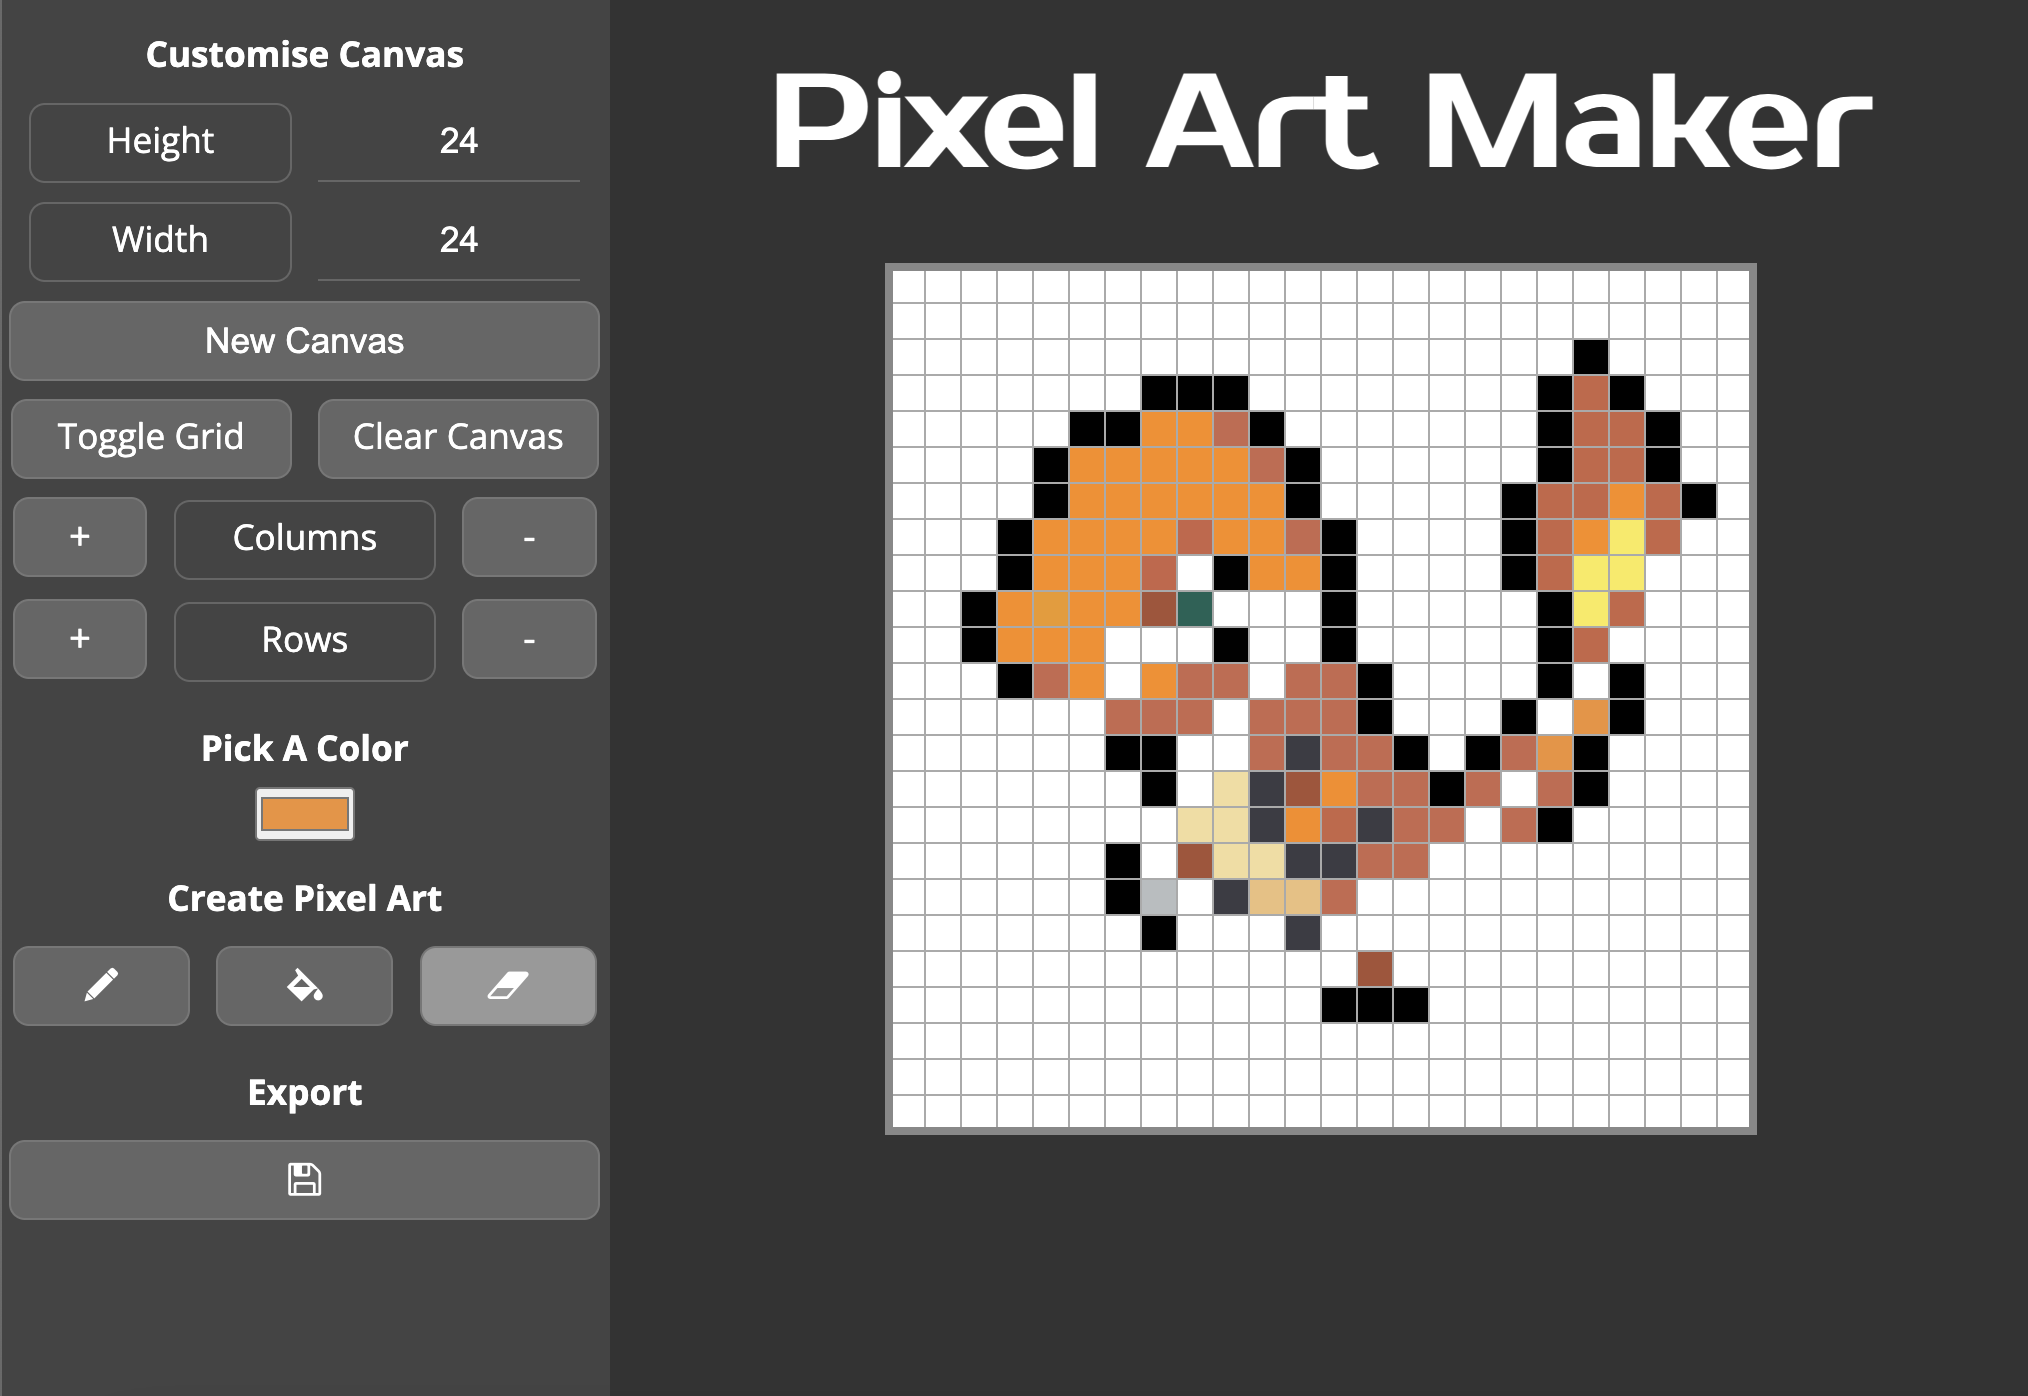 Customise Canvas
Height 24
Width 24
New Canvas
Toggle Grid Clear Canvas
+ Columns -
+ Rows -
Pick A Color
Create Pixel Art
Export
Pixel Art Maker